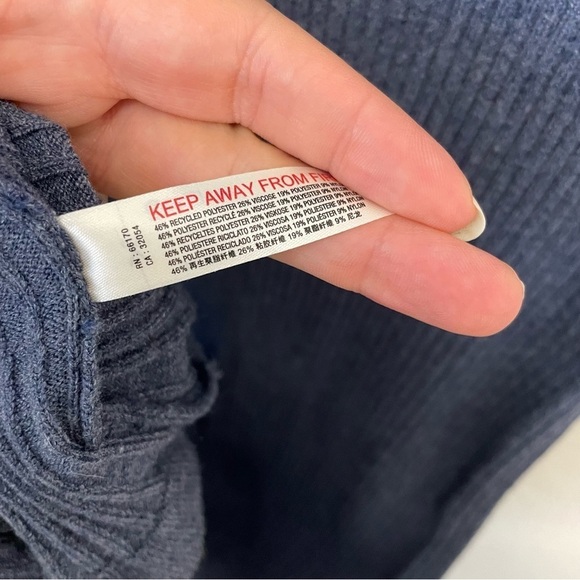 KEEP AWAY FROM
46% RECYCLED POLYESTER 26% VISCOSE 19% POLYESTER 9% NYLON
46% POLYESTER RECYCLÉ 26% VISCOSE 19% POLYESTER 9% NYLON
46% RECYCELTES POLYESTER 26% VISKOSE 19% POLYESTER 9% NYLON
46% POLIESTERE RICICLATO 26% VISCOSA 19% POLIESTERE 9% NYLON
46% POLIÉSTER RECICLADO 26% VISCOSA 19% POLIÉSTER 9% NYLON
46% 再生聚酯纤维 26% 粘胶纤维 19% 聚酯纤维 9% 尼龙
RN: 66170
CA: 32054